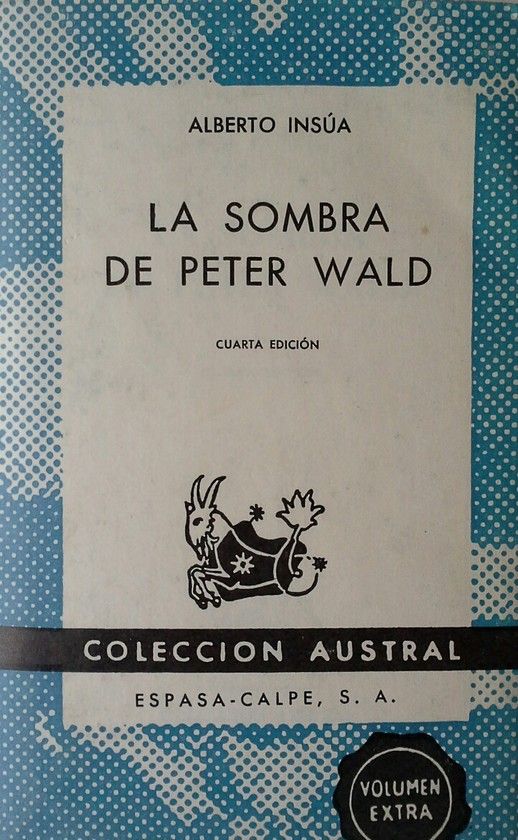 ALBERTO INSÚA
LA SOMBRA
DE PETER WALD
CUARTA EDICIÓN
COLECCION AUSTRAL
ESPASA-CALPE, S. A.
VOLUMEN
EXTRA